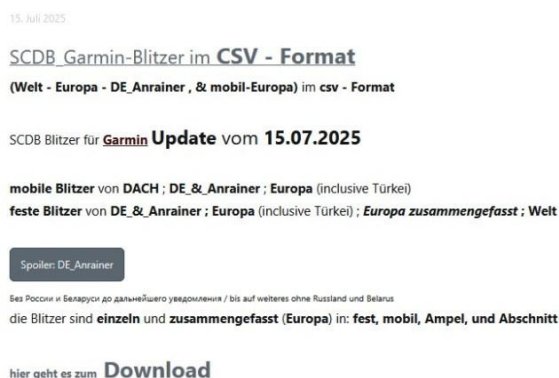 15. Juli 2025
SCDB_Garmin-Blitzer im CSV - Format
(Welt - Europa - DE_Anrainer , & mobil-Europa) im csv - Format
SCDB Blitzer für Garmin Update vom 15.07.2025
mobile Blitzer von DACH ; DE_&_Anrainer ; Europa (inclusive Türkei)
feste Blitzer von DE_&_Anrainer ; Europa (inclusive Türkei) ; Europa zusammengefasst ; Welt
Spoiler: DE_Anrainer
Без России и Беларуси до дальнейшего уведомления / bis auf weiteres ohne Russland und Belarus
die Blitzer sind einzeln und zusammengefasst (Europa) in: fest, mobil, Ampel, und Abschnitt
hier geht es zum Download